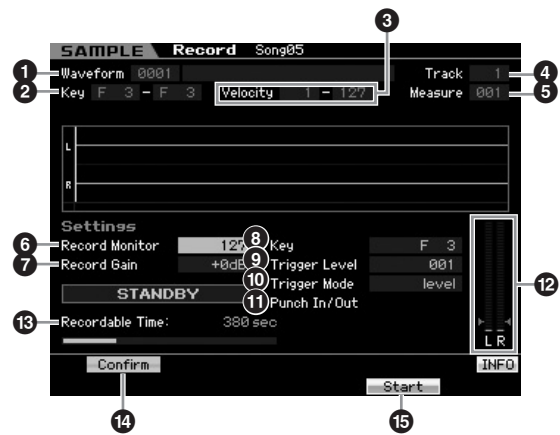 3
SAMPLE Record Song05
1 Waveform 0001 Track 1 4
2 Key F 3 - F 3 Velocity 1 - 127 Measure 001 5
L
R
Settings
6 Record Monitor 127 8 Key F 3
7 Record Gain +0dB 9 Trigger Level 001
10 Trigger Mode level
STANDBY 11 Punch In/Out 12
13 Recordable Time: 380 sec
L R
Confirm INFO
Start
14 15